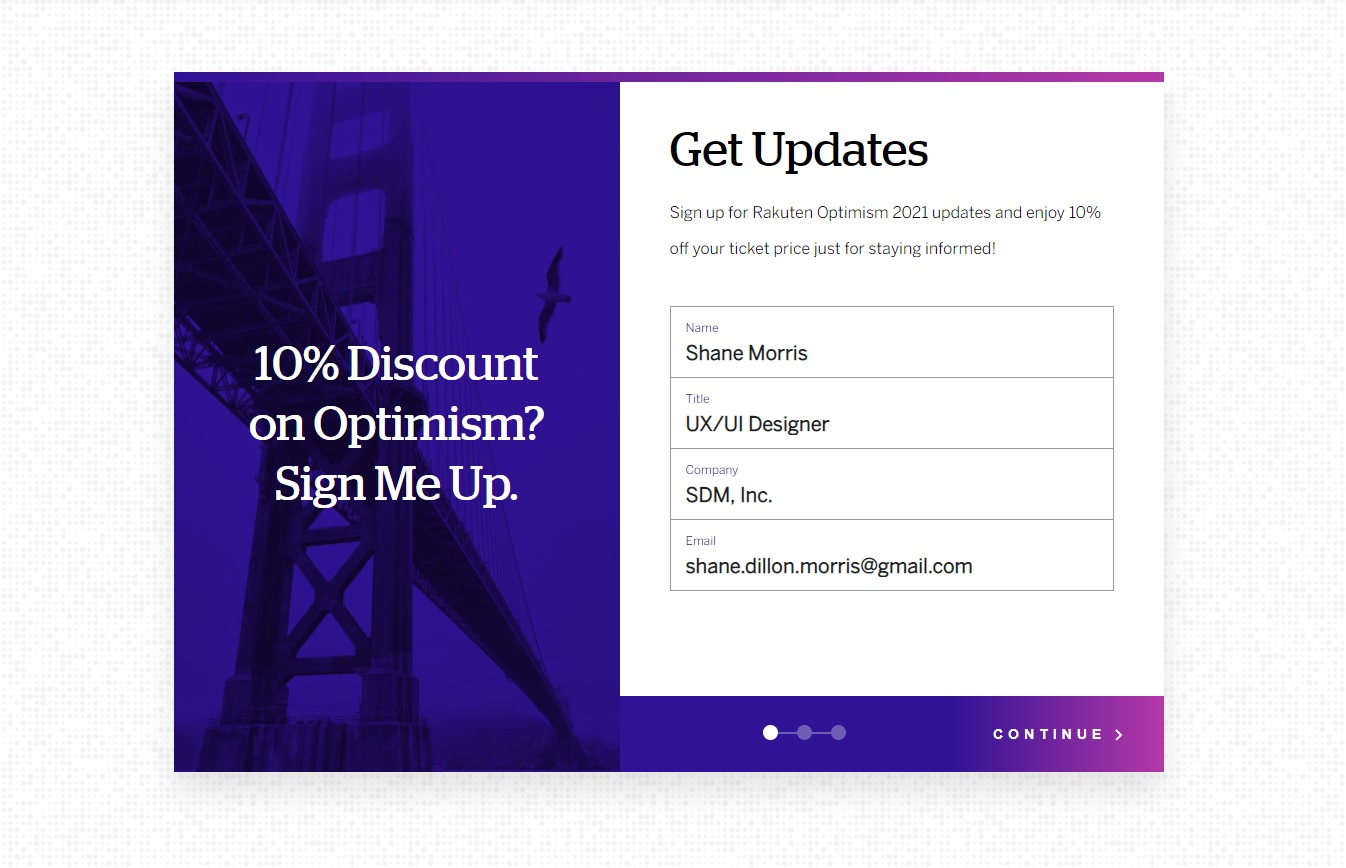 10% Discount
on Optimism?
Sign Me Up.
Get Updates
Sign up for Rakuten Optimism 2021 updates and enjoy 10%
off your ticket price just for staying informed!
Name
Shane Morris
Title
UX/UI Designer
Company
SDM, Inc.
Email
shane.dillon.morris@gmail.com
CONTINUE